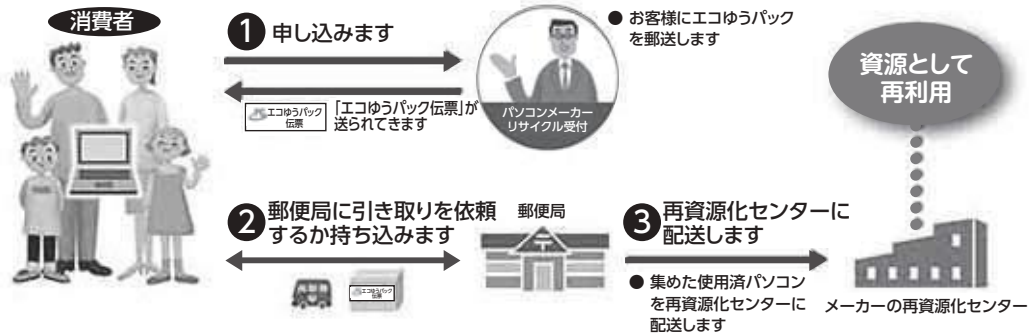 消費者
1 申し込みます
エコゆうパック
伝票
「エコゆうパック伝票」が
送られてきます
パソコンメーカー
リサイクル受付
● お客様にエコゆうパック
を郵送します
資源として
再利用
2 郵便局に引き取りを依頼
するか持ち込みます
エコゆうパック
伝票
郵便局
3 再資源化センターに
配送します
● 集めた使用済パソコン
を再資源化センターに
配送します
メーカーの再資源化センター